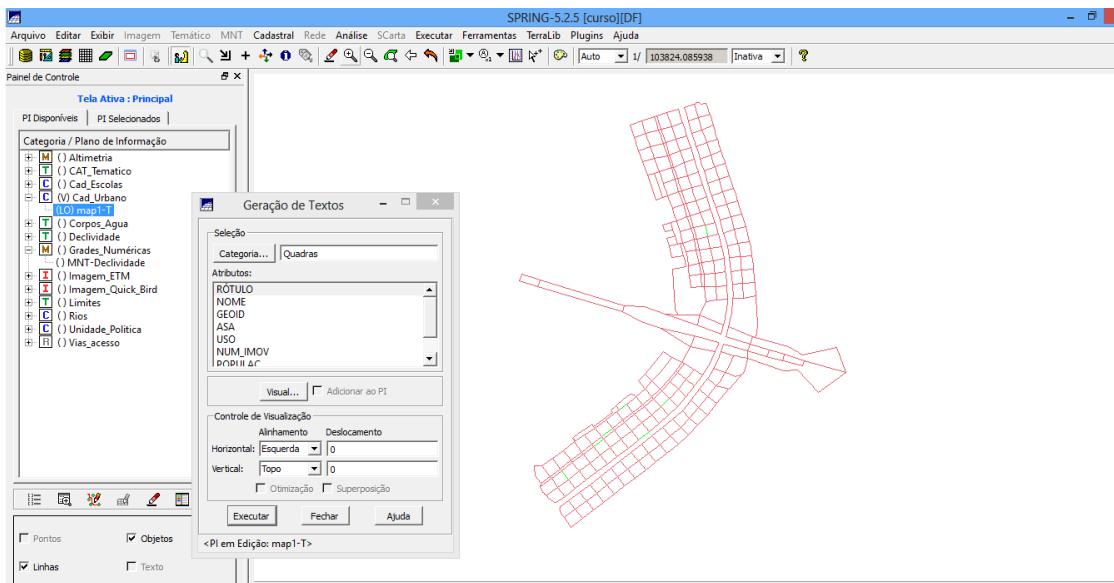 SPRING-5.2.5 [curso][DF]
Arquivo Editar Exibir Imagem Temático MNT Cadastral Rede Análise SCarta Executar Ferramentas TerraLib Plugins Ajuda
Auto 1/ 103824.085938 Inativa
Painel de Controle
Tela Ativa : Principal
PI Disponíveis PI Selecionados
Categoria / Plano de Informação
M () Altimetria
T () CAT_Tematico
C () Cad_Escolas
C (V) Cad_Urbano
(LO) map1-T
T () Corpos_Agua
T () Declividade
M () Grades_Numéricas
() MNT-Declividade
I () Imagem_ETM
I () Imagem_Quick_Bird
T () Limites
C () Rios
C () Unidade_Politica
R () Vias_acesso
Pontos Objetos
Linhas Texto
Geração de Textos
Seleção
Categoria... Quadras
Atributos:
RÓTULO
NOME
GEOID
ASA
USO
NUM_IMOV
POPULAC
Visual... Adicionar ao PI
Controle de Visualização
Alinhamento Deslocamento
Horizontal: Esquerda 0
Vertical: Topo 0
Otimização Superposição
Executar Fechar Ajuda
<PI em Edição: map1-T>